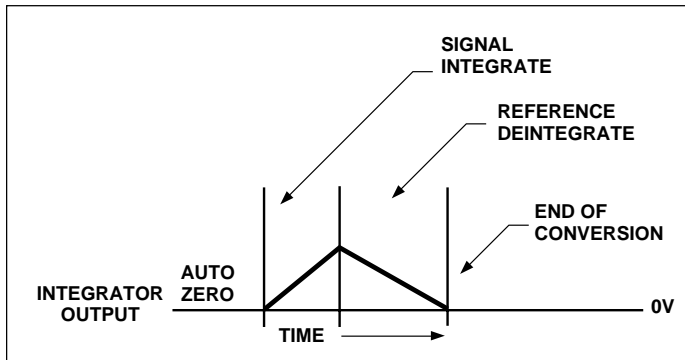 SIGNAL
INTEGRATE
REFERENCE
DEINTEGRATE
END OF
CONVERSION
AUTO
ZERO
INTEGRATOR
OUTPUT
0V
TIME